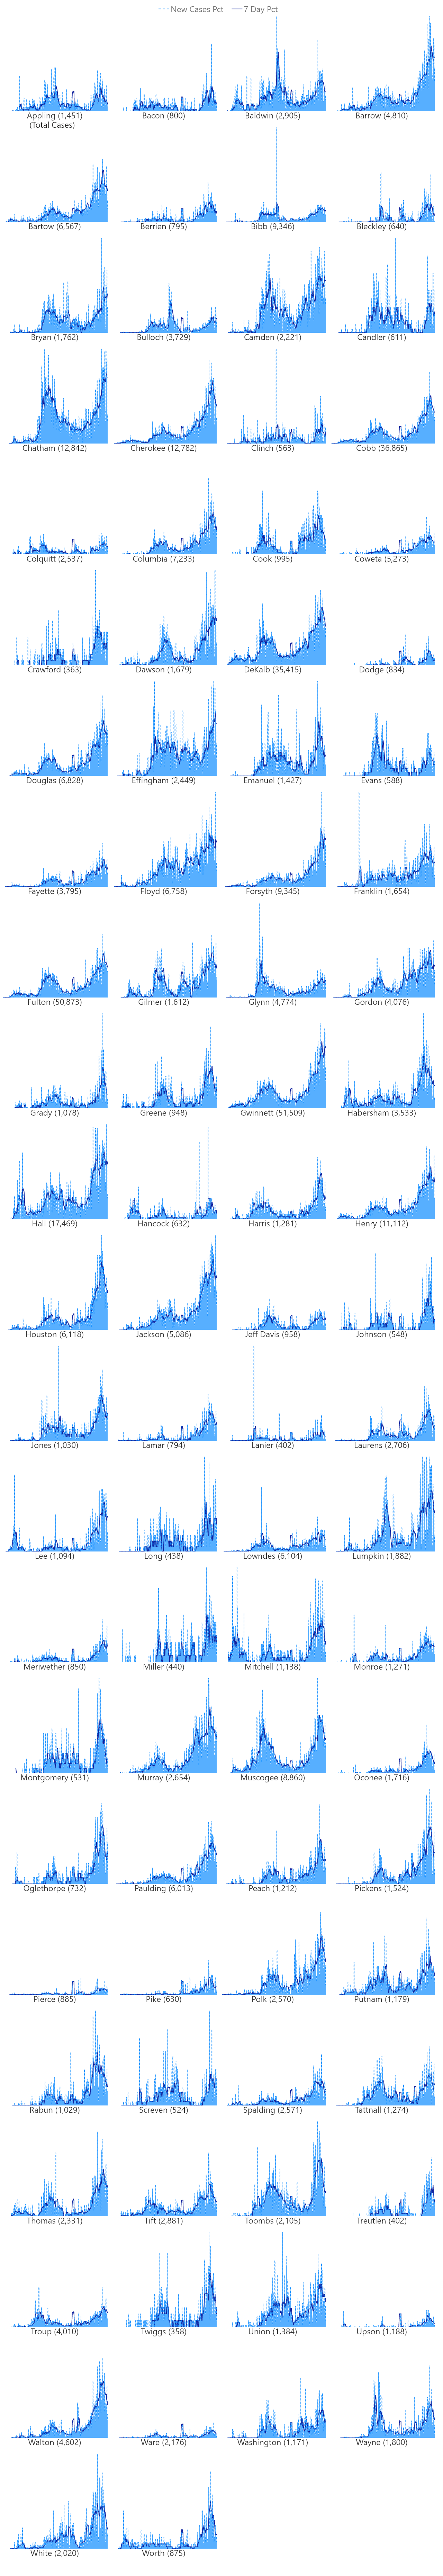 New Cases Pct 7 Day Pct
Appling (1,451) Bacon (800) Baldwin (2,905) Barrow (4,810)
(Total Cases)
Bartow (6,567) Berrien (795) Bibb (9,346) Bleckley (640)
Bryan (1,762) Bulloch (3,729) Camden (2,221) Candler (611)
Chatham (12,842) Cherokee (12,782) Clinch (563) Cobb (36,865)
Colquitt (2,537) Columbia (7,233) Cook (995) Coweta (5,273)
Crawford (363) Dawson (1,679) DeKalb (35,415) Dodge (834)
Douglas (6,828) Effingham (2,449) Emanuel (1,427) Evans (588)
Fayette (3,795) Floyd (6,758) Forsyth (9,345) Franklin (1,654)
Fulton (50,873) Gilmer (1,612) Glynn (4,774) Gordon (4,076)
Grady (1,078) Greene (948) Gwinnett (51,509) Habersham (3,533)
Hall (17,469) Hancock (632) Harris (1,281) Henry (11,112)
Houston (6,118) Jackson (5,086) Jeff Davis (958) Johnson (548)
Jones (1,030) Lamar (794) Lanier (402) Laurens (2,706)
Lee (1,094) Long (438) Lowndes (6,104) Lumpkin (1,882)
Meriwether (850) Miller (440) Mitchell (1,138) Monroe (1,271)
Montgomery (531) Murray (2,654) Muscogee (8,860) Oconee (1,716)
Oglethorpe (732) Paulding (6,013) Peach (1,212) Pickens (1,524)
Pierce (885) Pike (630) Polk (2,570) Putnam (1,179)
Rabun (1,029) Screven (524) Spalding (2,571) Tattnall (1,274)
Thomas (2,331) Tift (2,881) Toombs (2,105) Treutlen (402)
Troup (4,010) Twiggs (358) Union (1,384) Upson (1,188)
Walton (4,602) Ware (2,176) Washington (1,171) Wayne (1,800)
White (2,020) Worth (875)